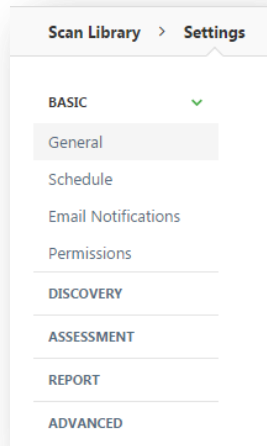 Scan Library > Settings
BASIC
General
Schedule
Email Notifications
Permissions
DISCOVERY
ASSESSMENT
REPORT
ADVANCED